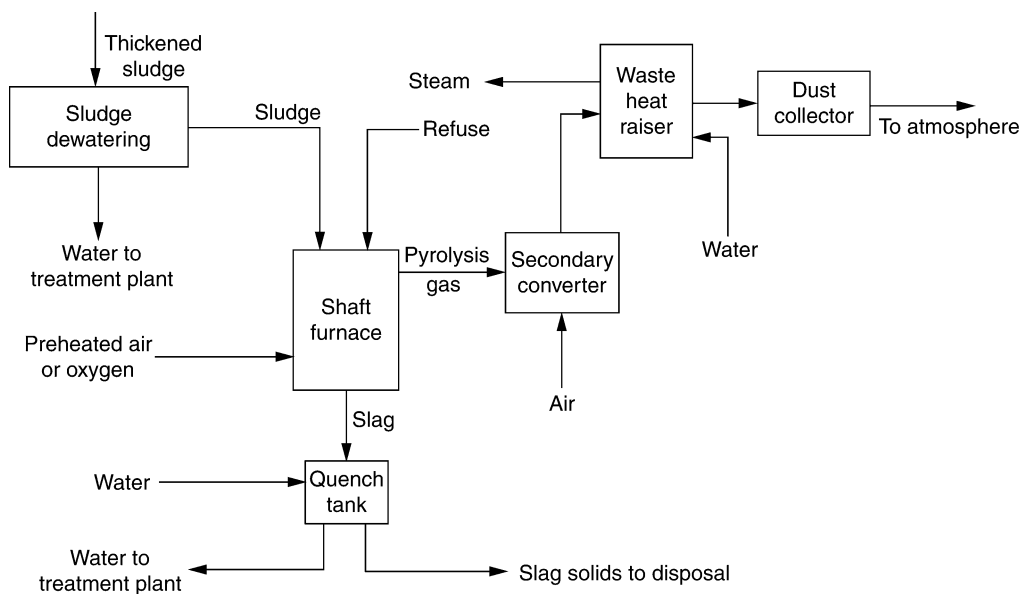 Thickened
sludge
Sludge
dewatering
Sludge
Water to
treatment plant
Steam
Refuse
Waste
heat
raiser
Dust
collector
To atmosphere
Water
Pyrolysis
gas
Secondary
converter
Shaft
furnace
Preheated air
or oxygen
Air
Slag
Water
Quench
tank
Water to
treatment plant
Slag solids to disposal